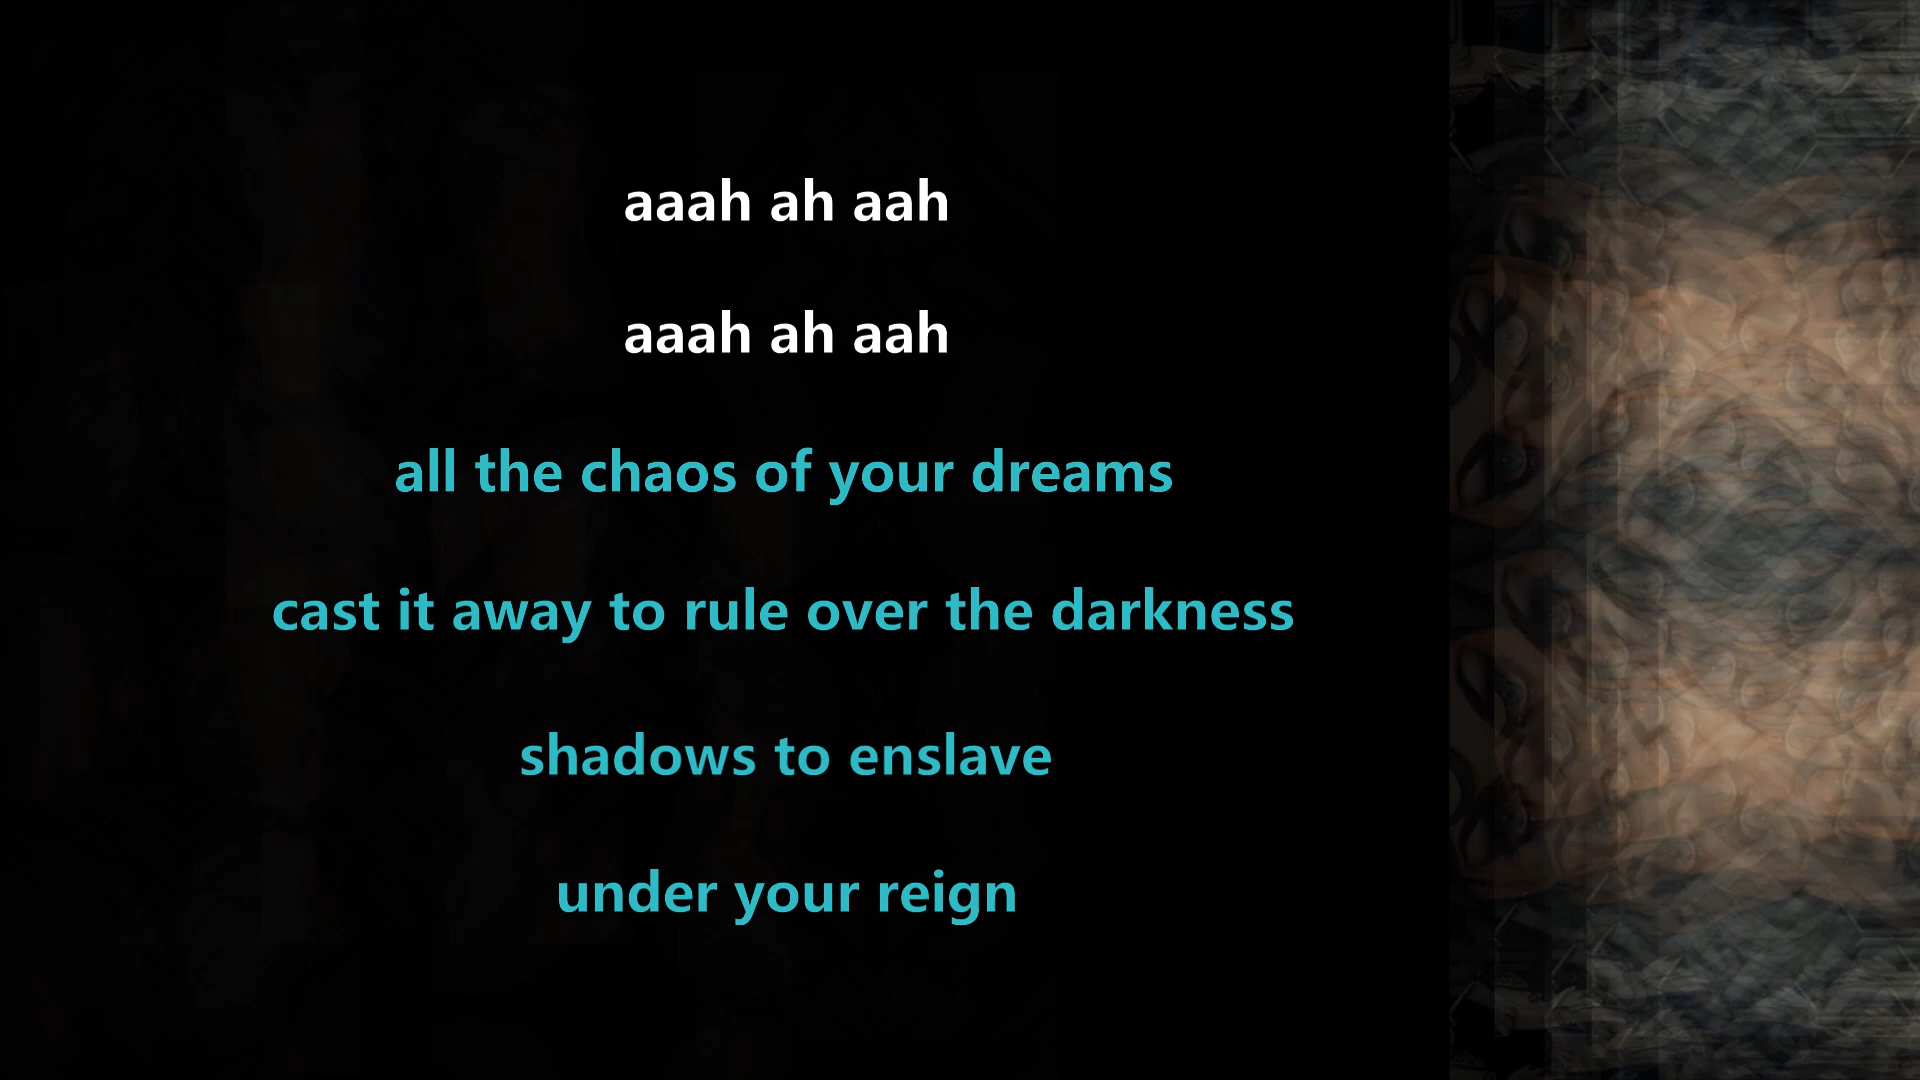 aaah ah aah
aaah ah aah
all the chaos of your dreams
cast it away to rule over the darkness
shadows to enslave
under your reign